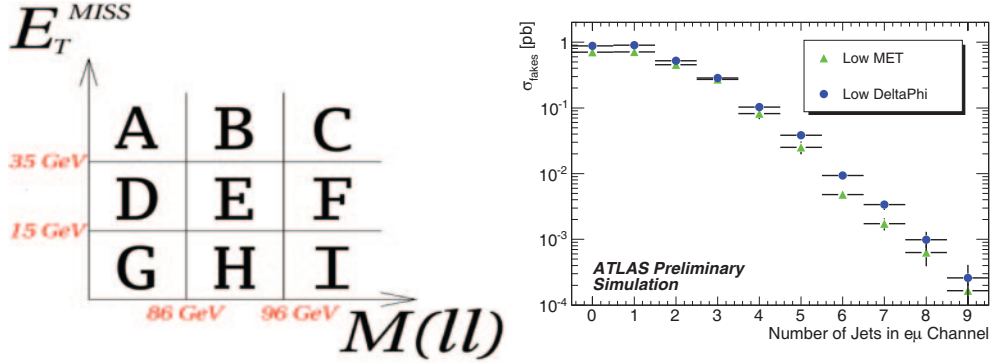 E_T^MISS
A B C
35 GeV
D E F
15 GeV
G H I
86 GeV 96 GeV
M(ll)
σ_fakes [pb]
1
10^-1
10^-2
10^-3
10^-4
Low MET
Low DeltaPhi
ATLAS Preliminary
Simulation
0 1 2 3 4 5 6 7 8 9
Number of Jets in eμ Channel